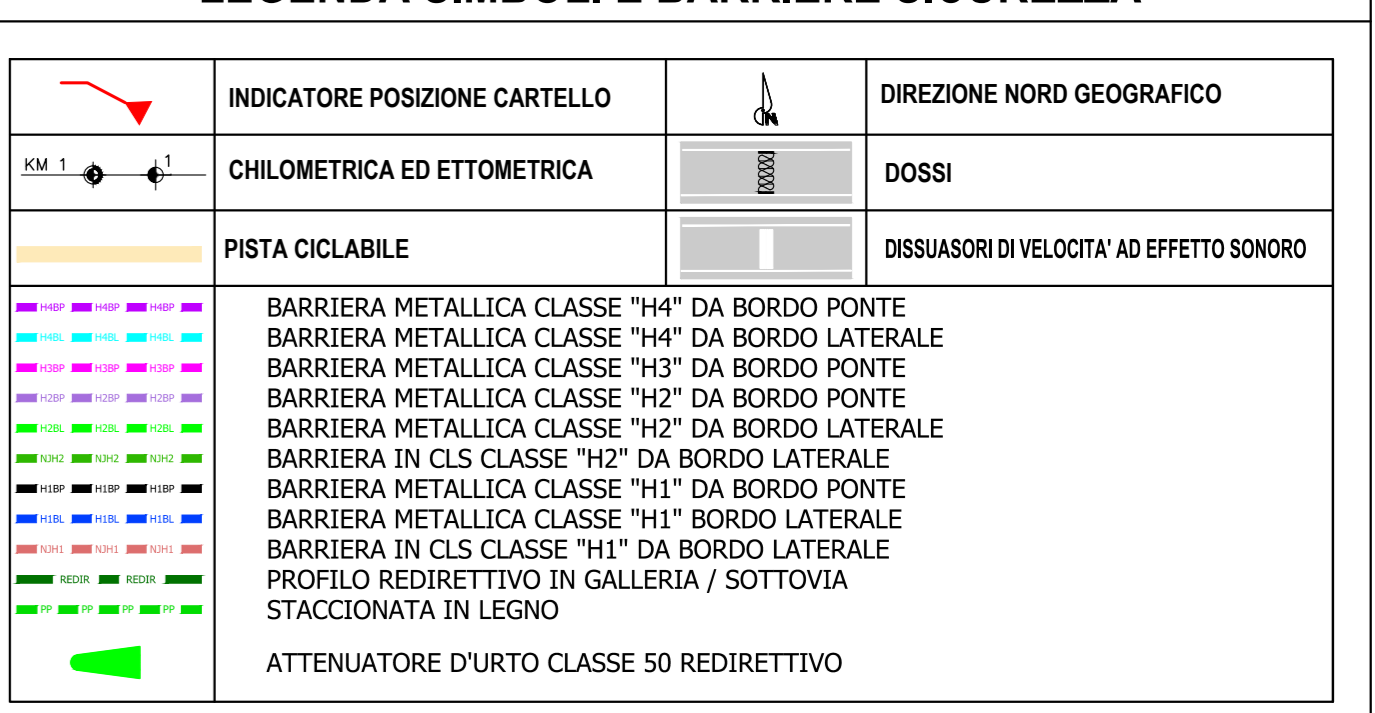 LEGENDA SIMBOLI E BARRIERE SICUREZZA
INDICATORE POSIZIONE CARTELLO
N
DIREZIONE NORD GEOGRAFICO
KM 1 1
CHILOMETRICA ED ETTOMETRICA
DOSSI
PISTA CICLABILE
DISSUASORI DI VELOCITA' AD EFFETTO SONORO
H4BP H4BP H4BP BARRIERA METALLICA CLASSE "H4" DA BORDO PONTE
H4BL H4BL H4BL BARRIERA METALLICA CLASSE "H4" DA BORDO LATERALE
H3BP H3BP H3BP BARRIERA METALLICA CLASSE "H3" DA BORDO PONTE
H2BP H2BP H2BP BARRIERA METALLICA CLASSE "H2" DA BORDO PONTE
H2BL H2BL H2BL BARRIERA METALLICA CLASSE "H2" DA BORDO LATERALE
NJH2 NJH2 NJH2 BARRIERA IN CLS CLASSE "H2" DA BORDO LATERALE
H1BP H1BP H1BP BARRIERA METALLICA CLASSE "H1" DA BORDO PONTE
H1BL H1BL H1BL BARRIERA METALLICA CLASSE "H1" BORDO LATERALE
NJH1 NJH1 NJH1 BARRIERA IN CLS CLASSE "H1" DA BORDO LATERALE
REDIR REDIR PROFILO REDIRETTIVO IN GALLERIA / SOTTOVIA
PP PP PP PP STACCIONATA IN LEGNO
ATTENUATORE D'URTO CLASSE 50 REDIRETTIVO